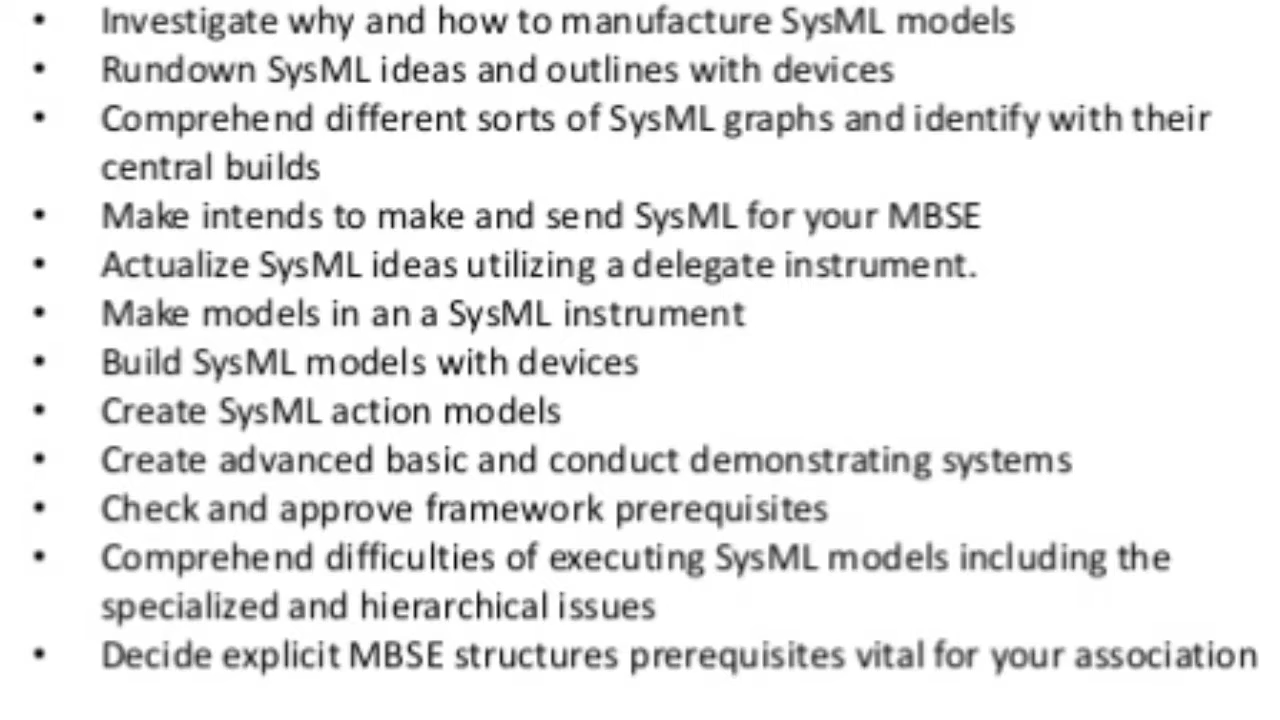 • Investigate why and how to manufacture SysML models
• Rundown SysML ideas and outlines with devices
• Comprehend different sorts of SysML graphs and identify with their
central builds
• Make intends to make and send SysML for your MBSE
• Actualize SysML ideas utilizing a delegate instrument.
• Make models in an a SysML instrument
• Build SysML models with devices
• Create SysML action models
• Create advanced basic and conduct demonstrating systems
• Check and approve framework prerequisites
• Comprehend difficulties of executing SysML models including the
specialized and hierarchical issues
• Decide explicit MBSE structures prerequisites vital for your association